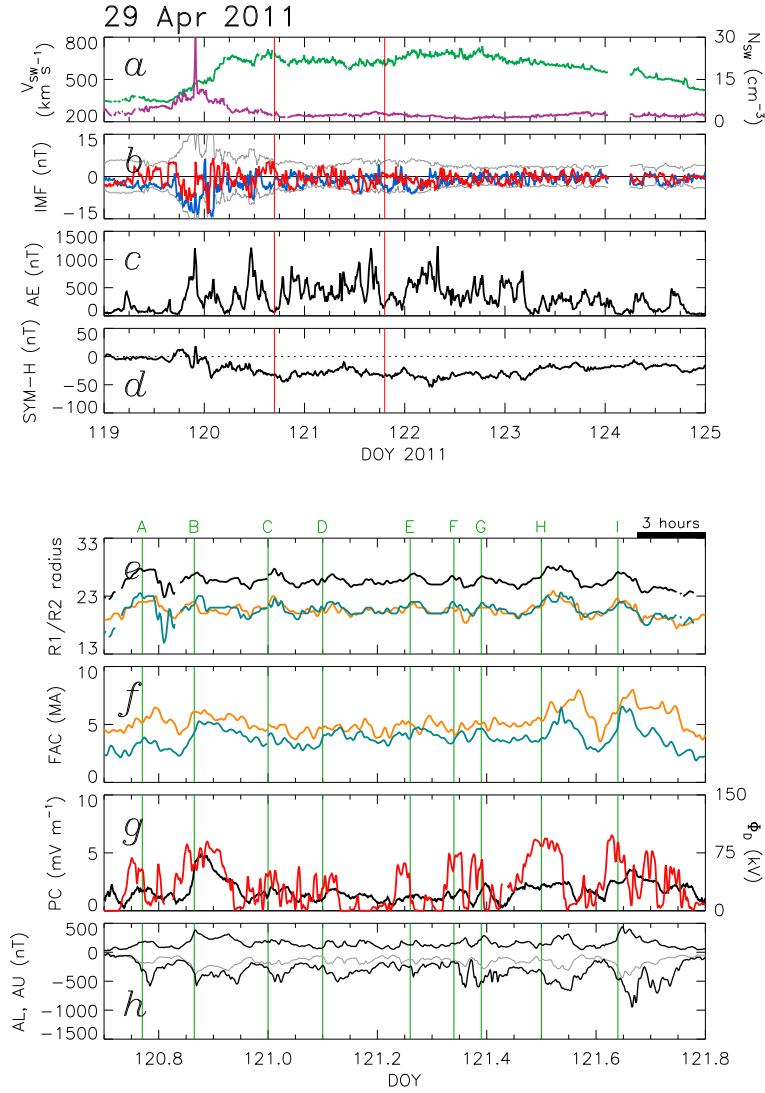 29 Apr 2011
800
500
200
V_SW (km s⁻¹)
30
15
0
N_SW (cm⁻³)
a
15
0
−15
IMF (nT)
b
1500
1000
500
0
AE (nT)
c
50
0
−50
−100
SYM−H (nT)
d
119 120 121 122 123 124 125
DOY 2011
A B C D E F G H I
3 hours
33
23
13
R1/R2 radius
e
10
5
0
FAC (MA)
f
10
5
0
PC (mV m⁻¹)
150
75
0
Φ_D (kV)
g
500
0
−500
−1000
−1500
AL, AU (nT)
h
120.8 121.0 121.2 121.4 121.6 121.8
DOY